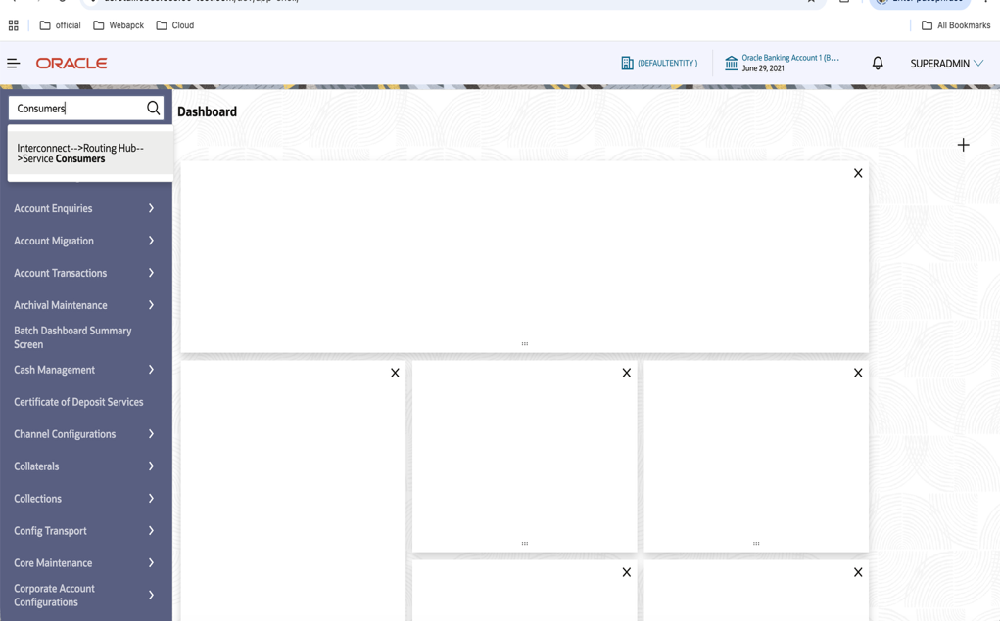 official
Webapck
Cloud
All Bookmarks
ORACLE
(DEFAULTENTITY )
Oracle Banking Account 1 (B...
June 29, 2021
SUPERADMIN
Consumers
Dashboard
Interconnect-->Routing Hub--
>Service Consumers
Account Enquiries
Account Migration
Account Transactions
Archival Maintenance
Batch Dashboard Summary
Screen
Cash Management
Certificate of Deposit Services
Channel Configurations
Collaterals
Collections
Config Transport
Core Maintenance
Corporate Account
Configurations